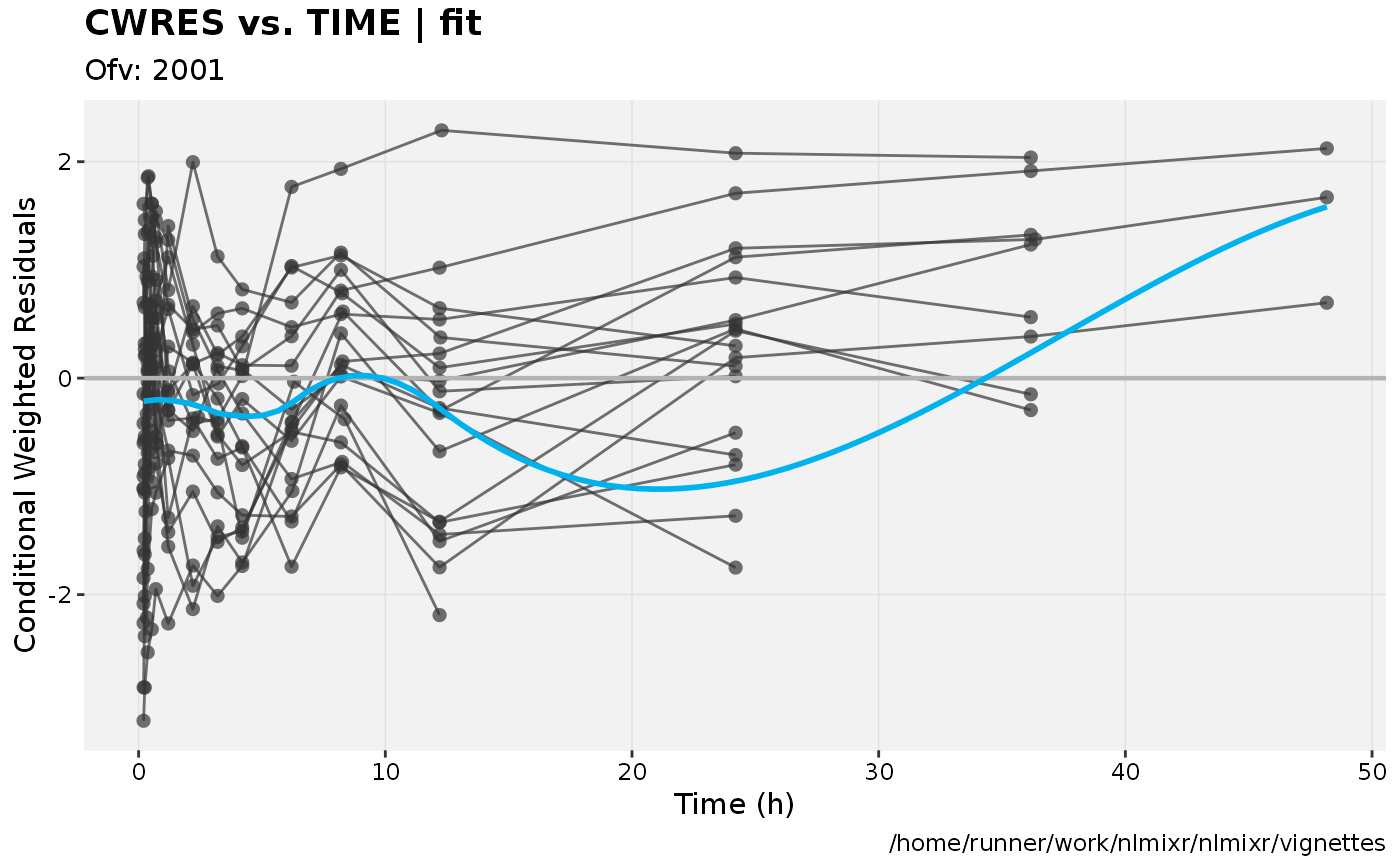 CWRES vs. TIME | fit
Ofv: 2001
Conditional Weighted Residuals
2
0
-2
0 10 20 30 40 50
Time (h)
/home/runner/work/nlmixr/nlmixr/vignettes